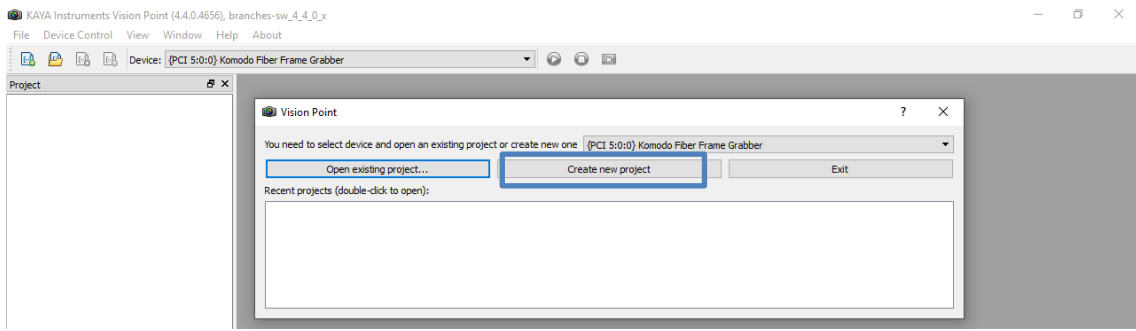 KAYA Instruments Vision Point (4.4.0.4656), branches-sw_4_4_0_x
File Device Control View Window Help About
Device: {PCI 5:0:0} Komodo Fiber Frame Grabber
Project
Vision Point
You need to select device and open an existing project or create new one {PCI 5:0:0} Komodo Fiber Frame Grabber
Open existing project... Create new project Exit
Recent projects (double-click to open):